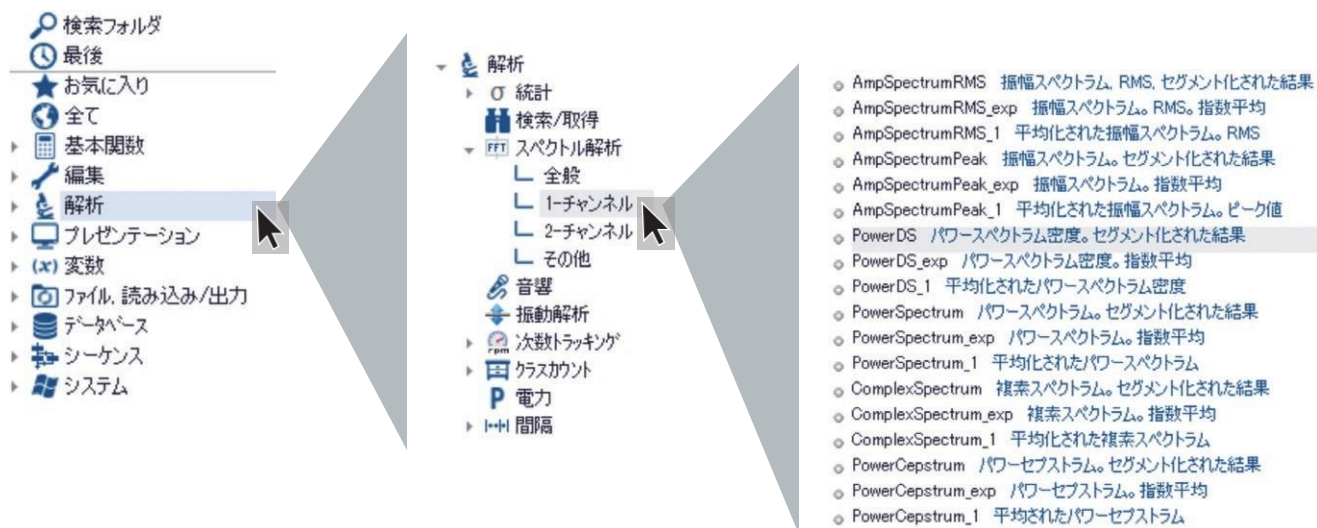 検索フォルダ
最後
お気に入り
全て
基本関数
編集
解析
プレゼンテーション
(x) 変数
ファイル, 読み込み/出力
データベース
シーケンス
システム
解析
σ 統計
検索/取得
FFT スペクトル解析
全般
1-チャンネル
2-チャンネル
その他
音響
振動解析
rpm 次数トラッキング
クラスカウント
P 電力
間隔
AmpSpectrumRMS 振幅スペクトラム, RMS, セグメント化された結果
AmpSpectrumRMS_exp 振幅スペクトラム。RMS。指数平均
AmpSpectrumRMS_1 平均化された振幅スペクトラム。RMS
AmpSpectrumPeak 振幅スペクトラム。セグメント化された結果
AmpSpectrumPeak_exp 振幅スペクトラム。指数平均
AmpSpectrumPeak_1 平均化された振幅スペクトラム。ピーク値
PowerDS パワースペクトラム密度。セグメント化された結果
PowerDS_exp パワースペクトラム密度。指数平均
PowerDS_1 平均化されたパワースペクトラム密度
PowerSpectrum パワースペクトラム。セグメント化された結果
PowerSpectrum_exp パワースペクトラム。指数平均
PowerSpectrum_1 平均化されたパワースペクトラム
ComplexSpectrum 複素スペクトラム。セグメント化された結果
ComplexSpectrum_exp 複素スペクトラム。指数平均
ComplexSpectrum_1 平均化された複素スペクトラム
PowerCepstrum パワーセプストラム。セグメント化された結果
PowerCepstrum_exp パワーセプストラム。指数平均
PowerCepstrum_1 平均されたパワーセプストラム